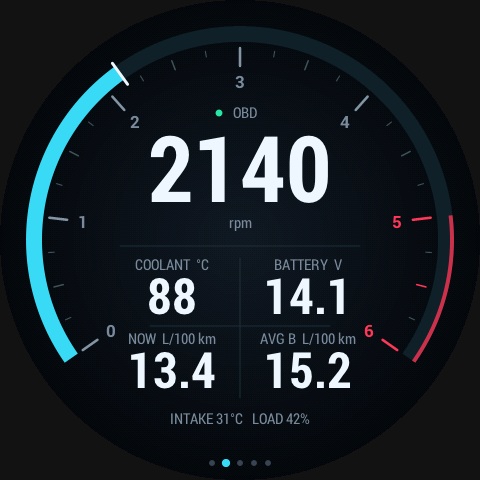 3
2
4
OBD
2140
1
rpm
5
COOLANT °C
BATTERY V
88
14.1
0
6
NOW L/100 km
AVG B L/100 km
13.4
15.2
INTAKE 31°C LOAD 42%